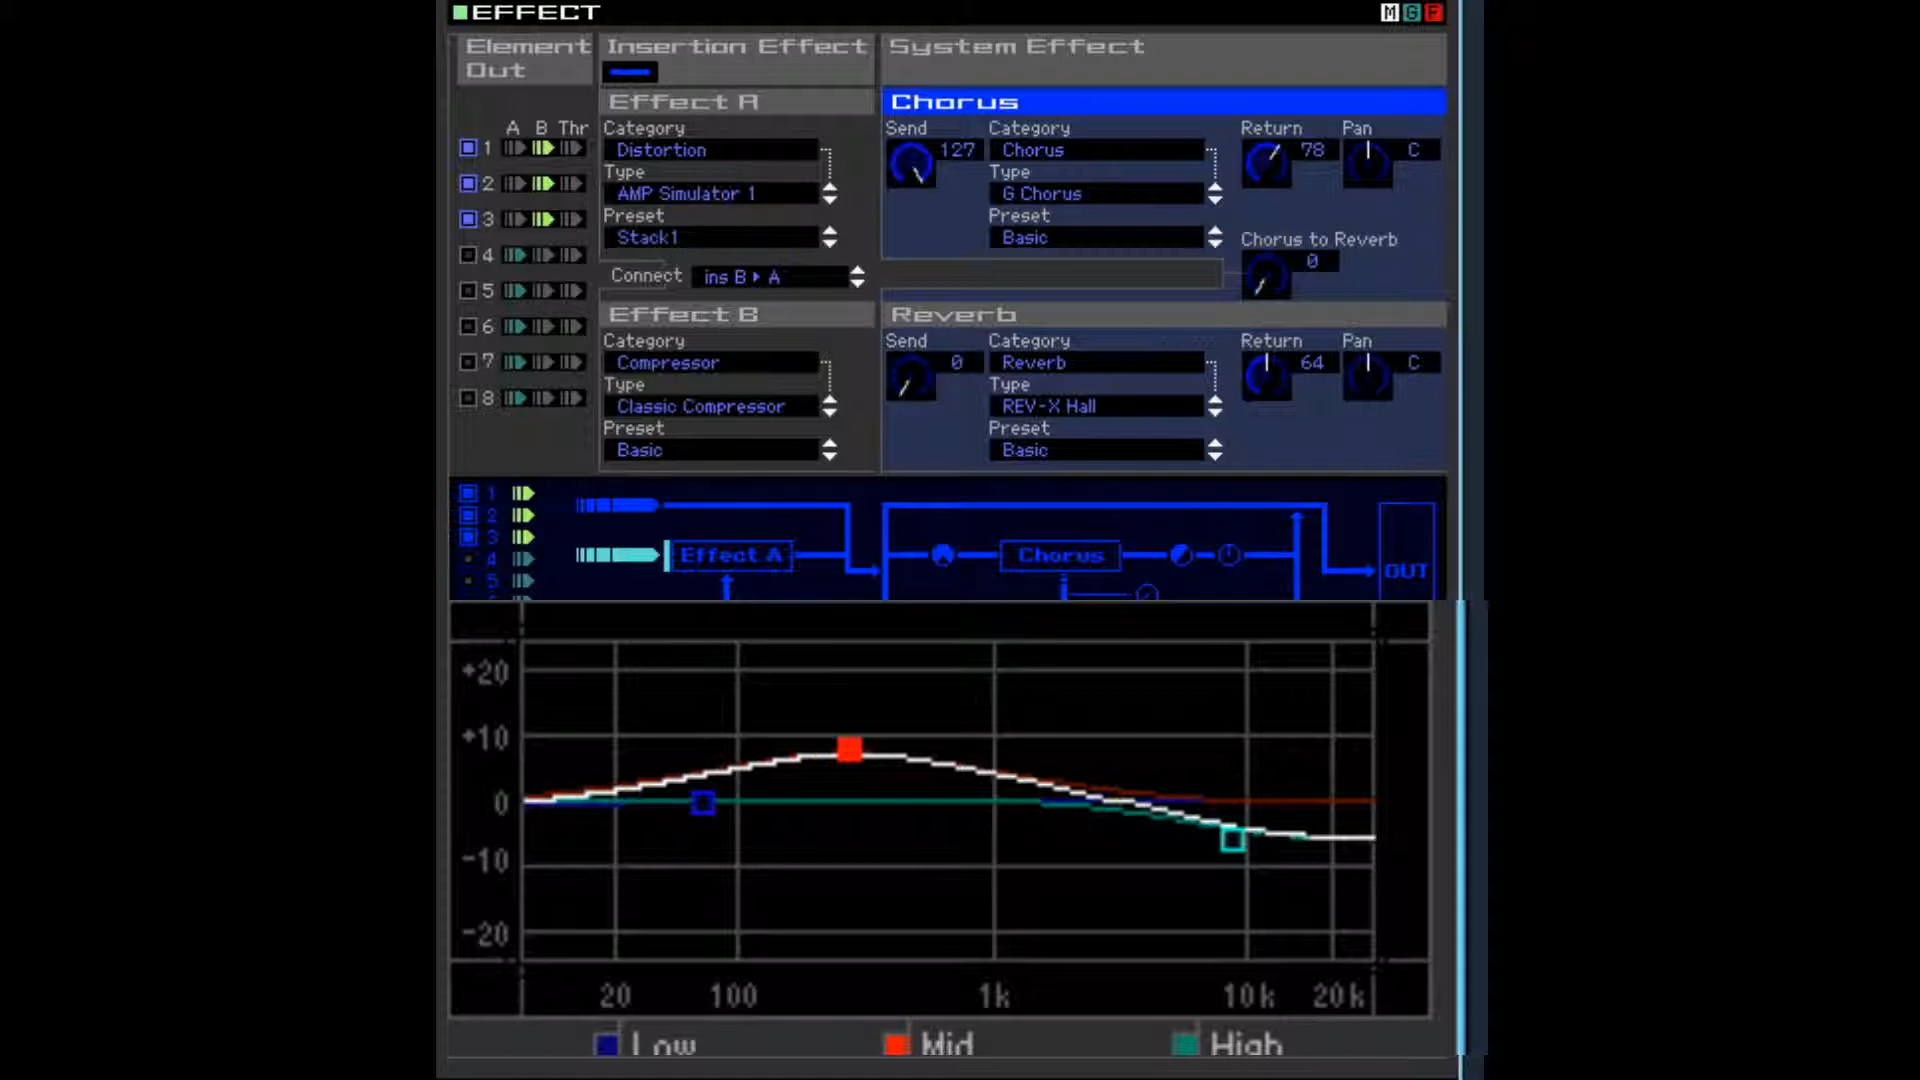 EFFECT
M G F
Element
Out
Insertion Effect
System Effect
Effect A
Chorus
A B Thr
Category
Send
Category
Return
Pan
1
Distortion
127
Chorus
78
C
Type
Type
2
AMP Simulator 1
G Chorus
Preset
Preset
3
Stack1
Basic
Chorus to Reverb
4
Connect
ins B ▸ A
0
5
Effect B
Reverb
6
Category
Send
Category
Return
Pan
7
Compressor
0
Reverb
64
C
Type
Type
8
Classic Compressor
REV-X Hall
Preset
Preset
Basic
Basic
1
2
3
4
5
Effect A
Chorus
OUT
+20
+10
0
-10
-20
20 100 1k 10k 20k
Low Mid High